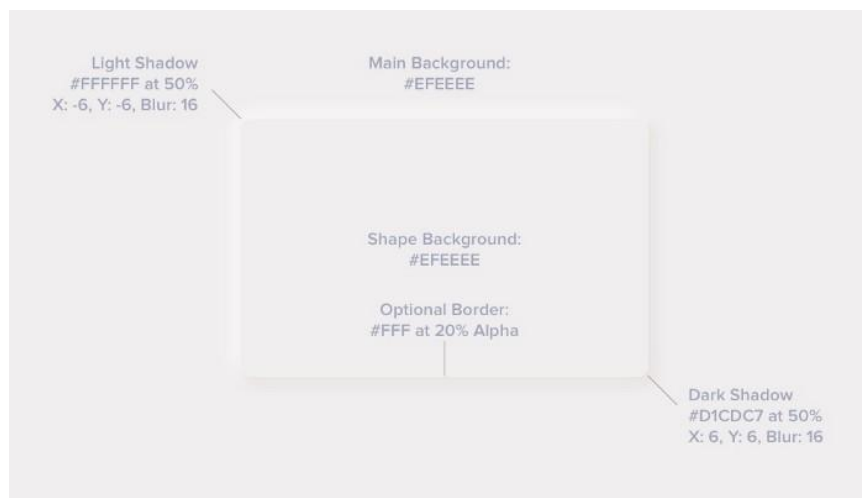 Light Shadow
#FFFFFF at 50%
X: -6, Y: -6, Blur: 16
Main Background:
#EFEEEE
Shape Background:
#EFEEEE
Optional Border:
#FFF at 20% Alpha
Dark Shadow
#D1CDC7 at 50%
X: 6, Y: 6, Blur: 16